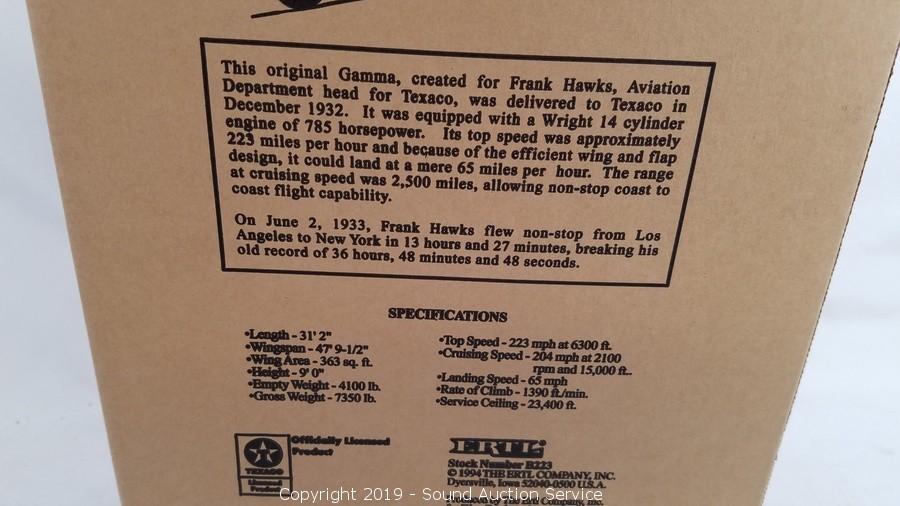 This original Gamma, created for Frank Hawks, Aviation
Department head for Texaco, was delivered to Texaco in
December 1932. It was equipped with a Wright 14 cylinder
engine of 785 horsepower. Its top speed was approximately
223 miles per hour and because of the efficient wing and flap
design, it could land at a mere 65 miles per hour. The range
at cruising speed was 2,500 miles, allowing non-stop coast to
coast flight capability.
On June 2, 1933, Frank Hawks flew non-stop from Los
Angeles to New York in 13 hours and 27 minutes, breaking his
old record of 36 hours, 48 minutes and 48 seconds.
SPECIFICATIONS
•Length - 31' 2"
•Wingspan - 47' 9-1/2"
•Wing Area - 363 sq. ft.
•Height - 9' 0"
•Empty Weight - 4100 lb.
•Gross Weight - 7350 lb.
•Top Speed - 223 mph at 6300 ft.
•Cruising Speed - 204 mph at 2100
rpm and 15,000 ft..
•Landing Speed - 65 mph
•Rate of Climb - 1390 ft./min.
•Service Ceiling - 23,400 ft.
TEXACO
Licensed
Product
Officially Licensed
Product
ERTL
Stock Number B223
© 1994 THE ERTL COMPANY, INC.
Dyersville, Iowa 52040-0500 U.S.A.
Produced by The Ertl Company, Inc.
Copyright 2019 - Sound Auction Service